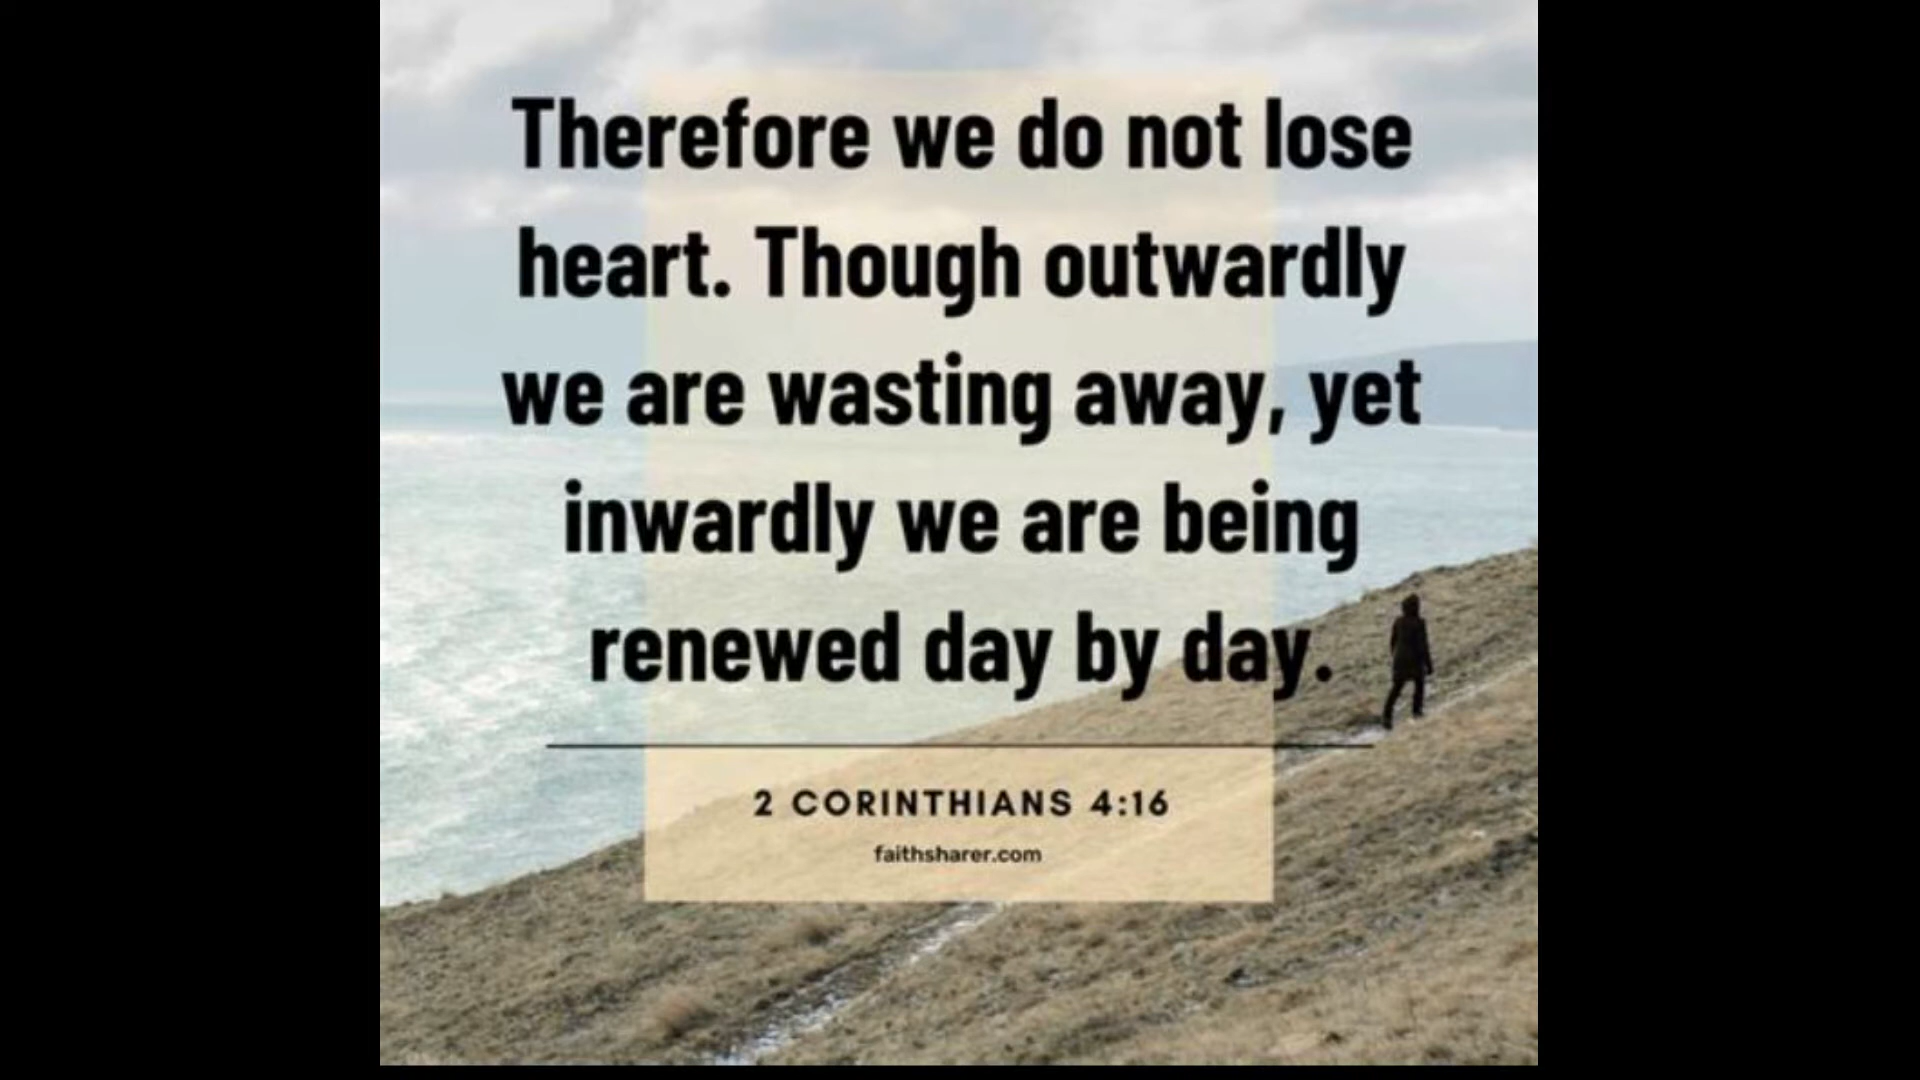 Therefore we do not lose
heart. Though outwardly
we are wasting away, yet
inwardly we are being
renewed day by day.
2 CORINTHIANS 4:16
faithsharer.com